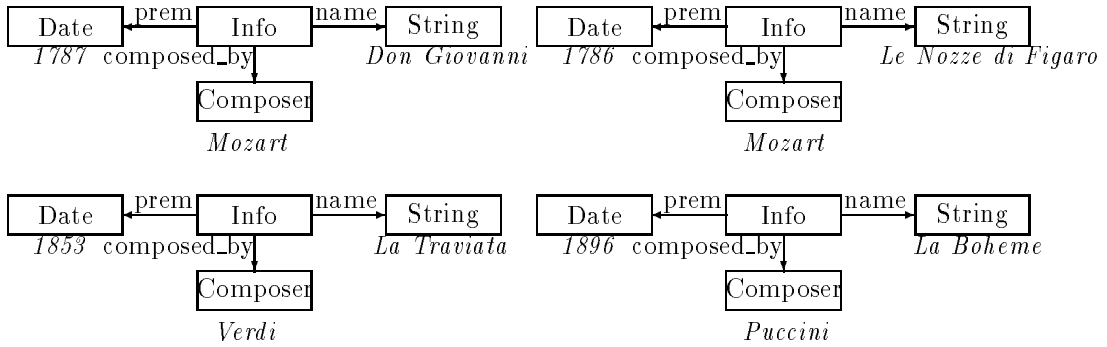 prem name prem name
Date Info String Date Info String
1787 composed_by Don Giovanni 1786 composed_by Le Nozze di Figaro
Composer Composer
Mozart Mozart
prem name prem name
Date Info String Date Info String
1853 composed_by La Traviata 1896 composed_by La Boheme
Composer Composer
Verdi Puccini